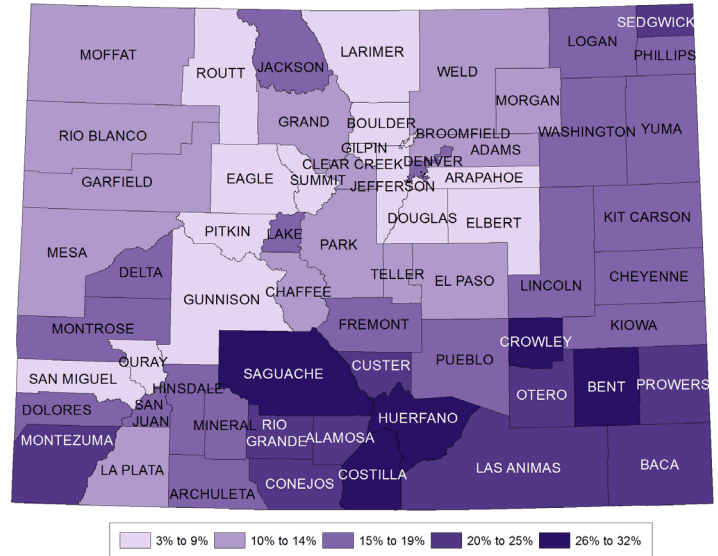 SEDGWICK
LARIMER
LOGAN
MOFFAT
PHILLIPS
JACKSON
ROUTT
WELD
MORGAN
GRAND
BOULDER
RIO BLANCO
WASHINGTON
YUMA
BROOMFIELD
GILPIN
ADAMS
CLEAR CREEK
DENVER
GARFIELD
EAGLE
SUMMIT
ARAPAHOE
JEFFERSON
DOUGLAS
ELBERT
KIT CARSON
PITKIN
LAKE
MESA
PARK
DELTA
TELLER
EL PASO
CHEYENNE
LINCOLN
CHAFFEE
GUNNISON
FREMONT
KIOWA
MONTROSE
CROWLEY
OURAY
PUEBLO
CUSTER
SAGUACHE
SAN MIGUEL
HINSDALE
BENT
PROWERS
OTERO
DOLORES
SAN
JUAN
HUERFANO
MINERAL
RIO
GRANDE
ALAMOSA
MONTEZUMA
LA PLATA
COSTILLA
LAS ANIMAS
BACA
CONEJOS
ARCHULETA
3% to 9%
10% to 14%
15% to 19%
20% to 25%
26% to 32%